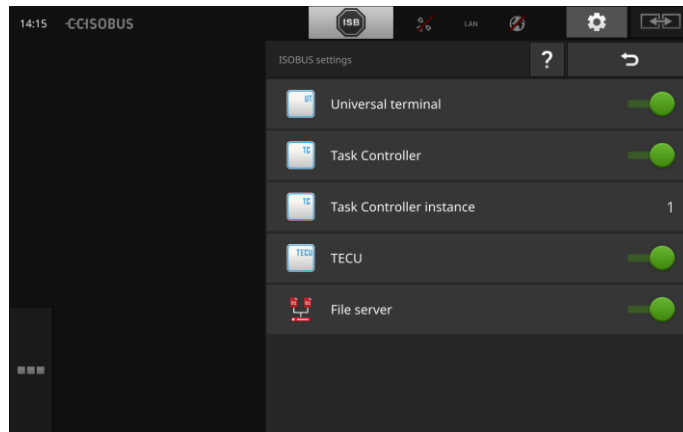 14:15 CCISOBUS ISB LAN
ISOBUS settings ?
UT Universal terminal
TC Task Controller
TC Task Controller instance 1
TECU TECU
File server